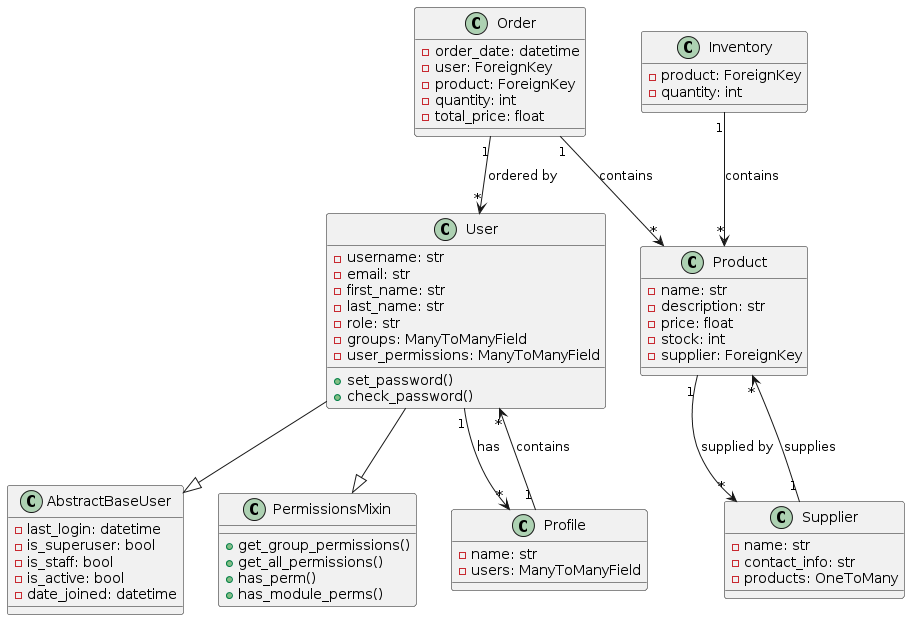 C Order
order_date: datetime
user: ForeignKey
product: ForeignKey
quantity: int
total_price: float
C Inventory
product: ForeignKey
quantity: int
1
ordered by
*
1
contains
*
1
contains
*
C User
username: str
email: str
first_name: str
last_name: str
role: str
groups: ManyToManyField
user_permissions: ManyToManyField
set_password()
check_password()
C Product
name: str
description: str
price: float
stock: int
supplier: ForeignKey
1
has
*
*
contains
1
1
supplied by
*
*
supplies
1
C AbstractBaseUser
last_login: datetime
is_superuser: bool
is_staff: bool
is_active: bool
date_joined: datetime
C PermissionsMixin
get_group_permissions()
get_all_permissions()
has_perm()
has_module_perms()
C Profile
name: str
users: ManyToManyField
C Supplier
name: str
contact_info: str
products: OneToMany